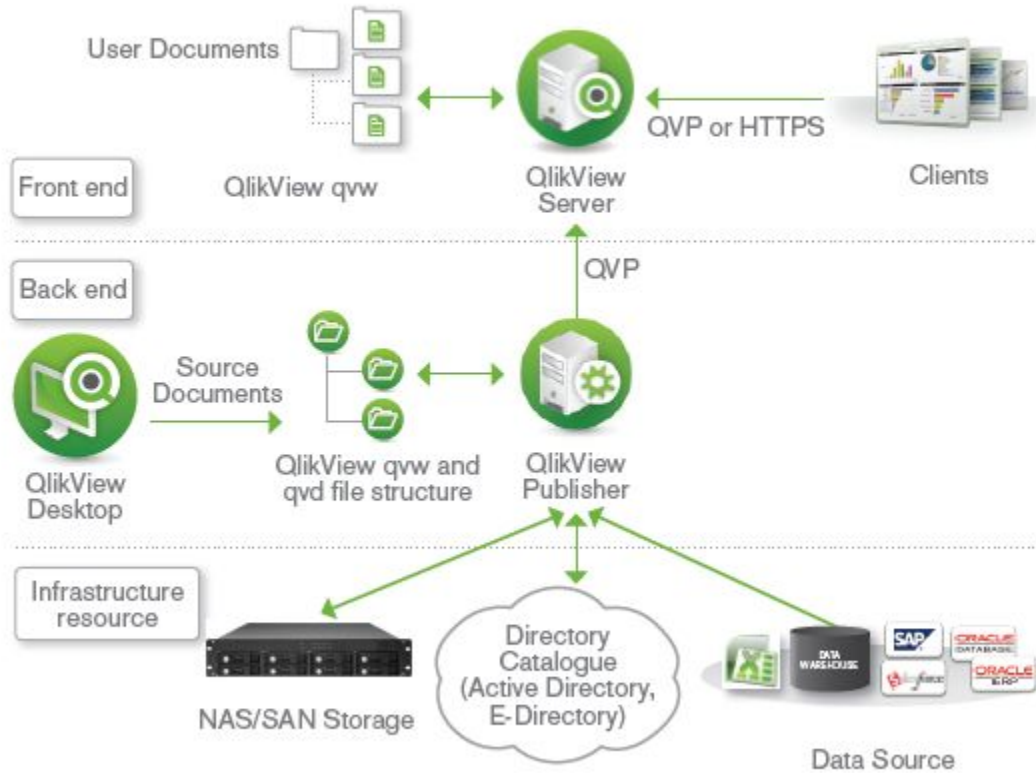 User Documents
QVP or HTTPS
Front end
QlikView qvw
QlikView
Server
Clients
QVP
Back end
Source
Documents
QlikView
Desktop
QlikView qvw and
qvd file structure
QlikView
Publisher
Infrastructure
resource
NAS/SAN Storage
Directory
Catalogue
(Active Directory,
E-Directory)
DATA
WAREHOUSE
SAP
ORACLE
DATABASE
ORACLE
ERP
Data Source